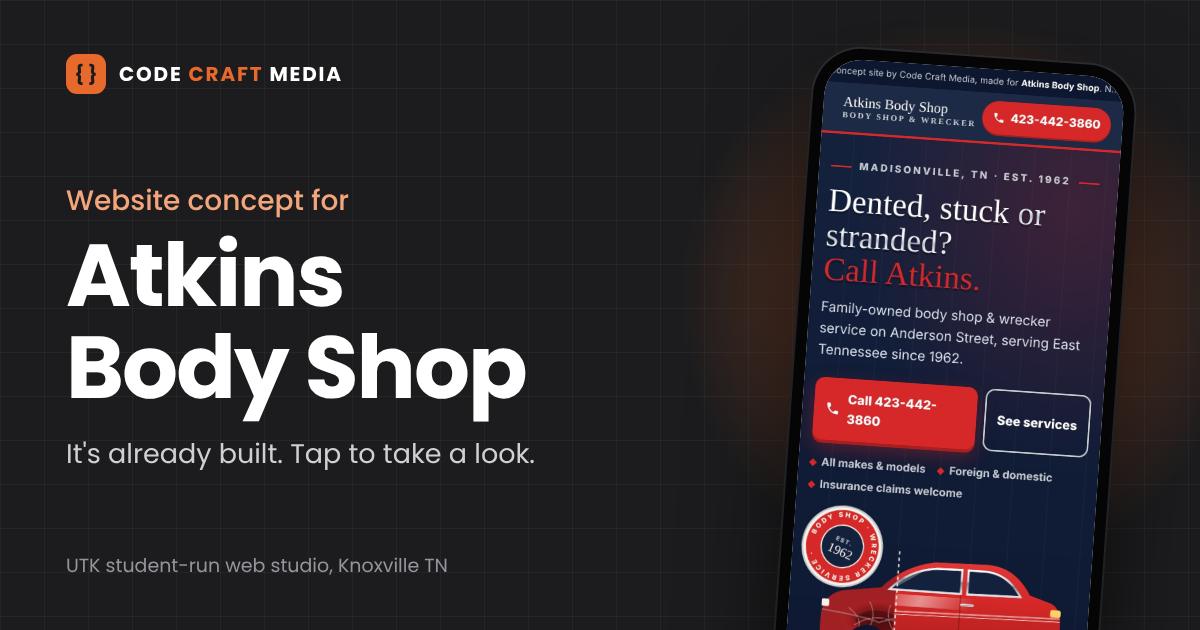 { } CODE CRAFT MEDIA
Website concept for
Atkins
Body Shop
It's already built. Tap to take a look.
UTK student-run web studio, Knoxville TN
oncept site by Code Craft Media, made for Atkins Body Shop. N...
Atkins Body Shop
BODY SHOP & WRECKER
423-442-3860
MADISONVILLE, TN · EST. 1962
Dented, stuck or
stranded?
Call Atkins.
Family-owned body shop & wrecker
service on Anderson Street, serving East
Tennessee since 1962.
Call 423-442-
3860
See services
All makes & models
Foreign & domestic
Insurance claims welcome
BODY SHOP · WRECKER SERVICE ·
EST.
1962